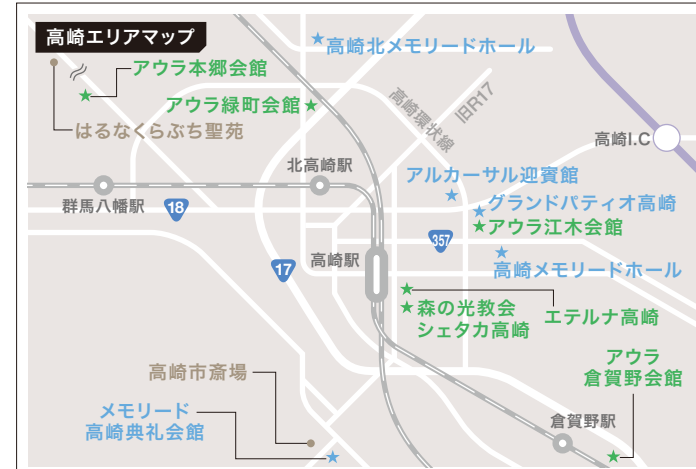 高崎エリアマップ
高崎北メモリードホール
アウラ本郷会館
アウラ緑町会館
高崎環状線
旧R17
はるなくらぶち聖苑
高崎I.C
北高崎駅
アルカーサル迎賓館
群馬八幡駅
18
グランドパティオ高崎
アウラ江木会館
357
高崎駅
17
高崎メモリードホール
森の光教会
シェタカ高崎
エテルナ高崎
アウラ
倉賀野会館
高崎市斎場
メモリード
高崎典礼会館
倉賀野駅